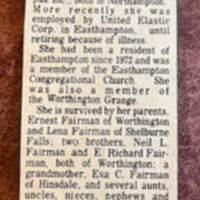 Inc., both in Northampton.
More recently she was
employed by United Elastic
Corp. in Easthampton, until
retiring because of illness.
She had been a resident of
Easthampton since 1972 and was
a member of the Easthampton
Congregational Church. She
was also a member of
the Worthington Grange.
She is survived by her parents,
Ernest Fairman of Worthington
and Lena Fairman of Shelburne
Falls; two brothers, Neil L.
Fairman and E. Richard Fair-
man, both of Worthington; a
grandmother, Eva C. Fairman
of Hinsdale, and several aunts,
uncles, nieces, nephews and